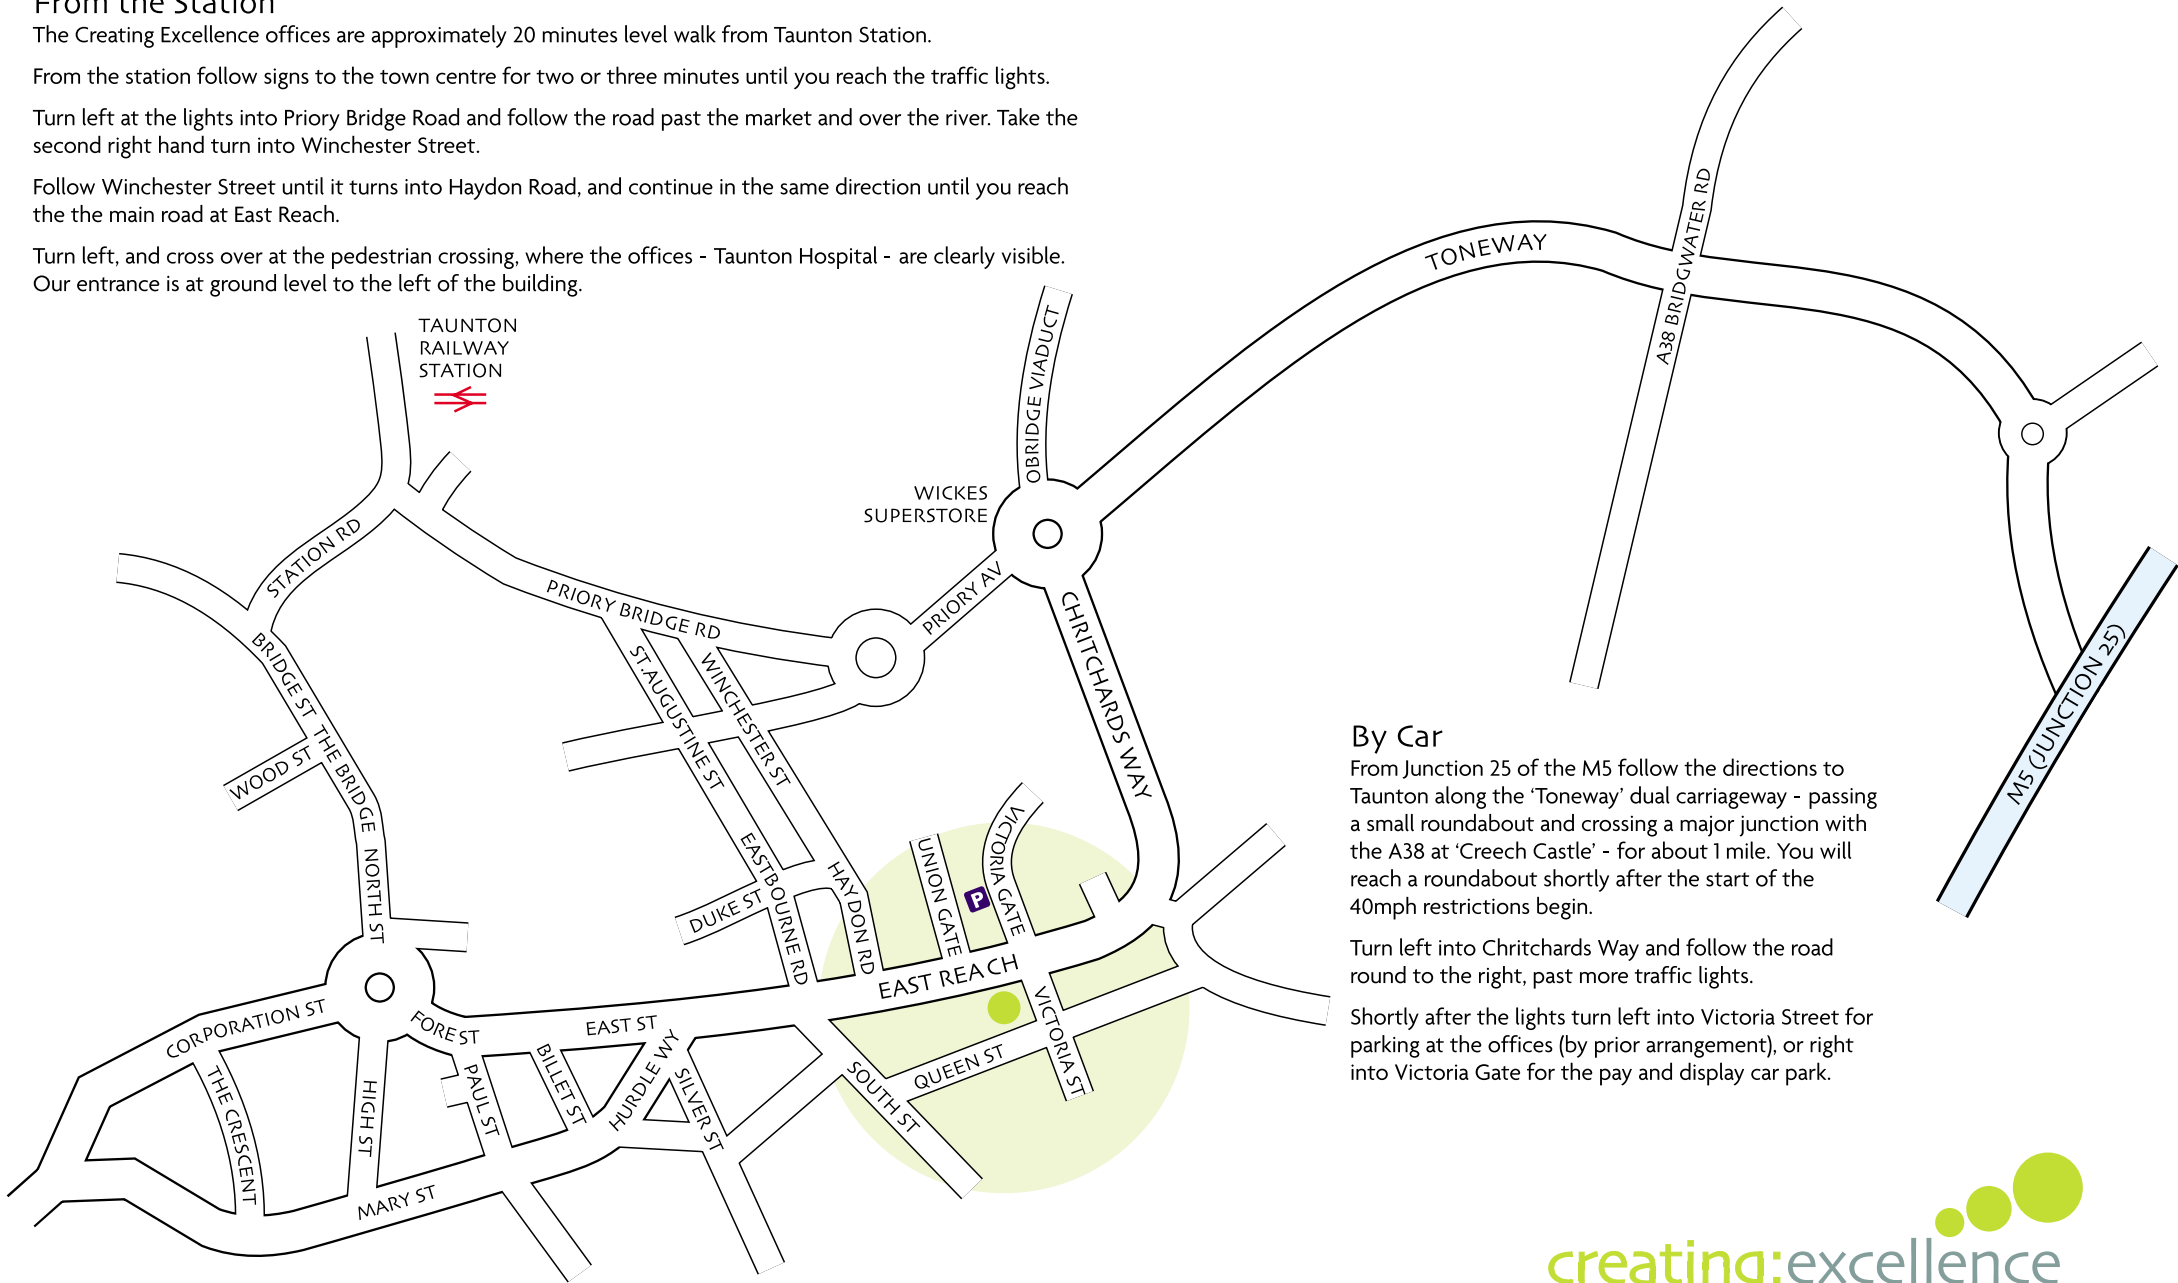 From the Station
The Creating Excellence offices are approximately 20 minutes level walk from Taunton Station.
From the station follow signs to the town centre for two or three minutes until you reach the traffic lights.
Turn left at the lights into Priory Bridge Road and follow the road past the market and over the river. Take the
second right hand turn into Winchester Street.
Follow Winchester Street until it turns into Haydon Road, and continue in the same direction until you reach
the the main road at East Reach.
Turn left, and cross over at the pedestrian crossing, where the offices - Taunton Hospital - are clearly visible.
Our entrance is at ground level to the left of the building.
TAUNTON
RAILWAY
STATION
TONEWAY
A38 BRIDGWATER RD
OBRIDGE VIADUCT
WICKES
SUPERSTORE
STATION RD
PRIORY BRIDGE RD
PRIORY AV
CHRITCHARDS WAY
M5 (JUNCTION 25)
BRIDGE ST
THE BRIDGE
WOOD ST
NORTH ST
ST.AUGUSTINE ST
WINCHESTER ST
EASTBOURNE RD
DUKE ST
HAYDON RD
UNION GATE
P
VICTORIA GATE
EAST REACH
CORPORATION ST
FORE ST
EAST ST
HURDLE WY
THE CRESCENT
HIGH ST
PAUL ST
BILLET ST
SILVER ST
SOUTH ST
QUEEN ST
VICTORIA ST
MARY ST
By Car
From Junction 25 of the M5 follow the directions to
Taunton along the ‘Toneway’ dual carriageway - passing
a small roundabout and crossing a major junction with
the A38 at ‘Creech Castle’ - for about 1 mile. You will
reach a roundabout shortly after the start of the
40mph restrictions begin.
Turn left into Chritchards Way and follow the road
round to the right, past more traffic lights.
Shortly after the lights turn left into Victoria Street for
parking at the offices (by prior arrangement), or right
into Victoria Gate for the pay and display car park.
creating:excellence